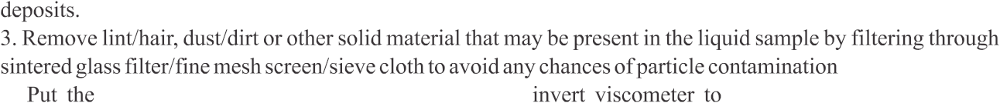 deposits.
3. Remove lint/hair, dust/dirt or other solid material that may be present in the liquid sample by filtering through
sintered glass filter/fine mesh screen/sieve cloth to avoid any chances of particle contamination
Put the invert viscometer to